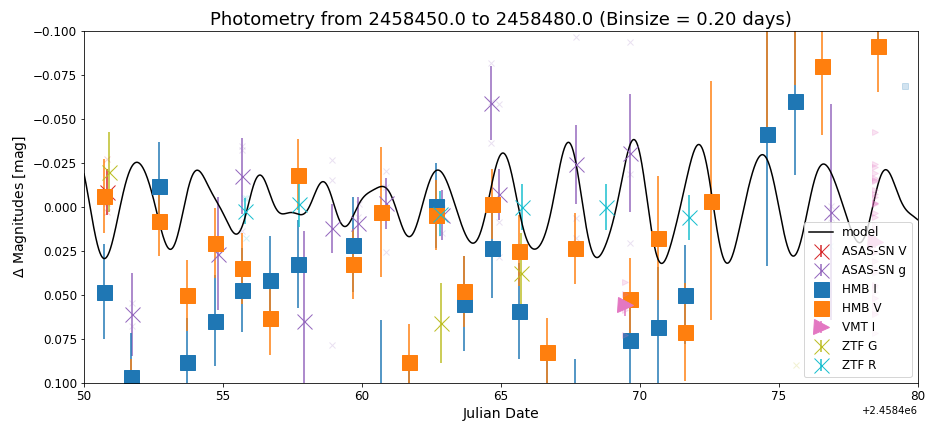 Photometry from 2458450.0 to 2458480.0 (Binsize = 0.20 days)
Δ Magnitudes [mag]
−0.100
−0.075
−0.050
−0.025
0.000
0.025
0.050
0.075
0.100
model
ASAS-SN V
ASAS-SN g
HMB I
HMB V
VMT I
ZTF G
ZTF R
50 55 60 65 70 75 80
Julian Date
+2.4584e6